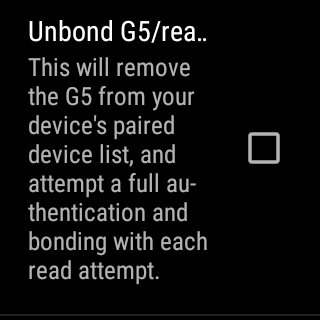 Unbond G5/rea..
This will remove
the G5 from your
device's paired
device list, and
attempt a full au-
thentication and
bonding with each
read attempt.